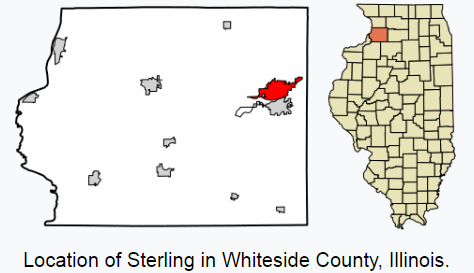 Location of Sterling in Whiteside County, Illinois.